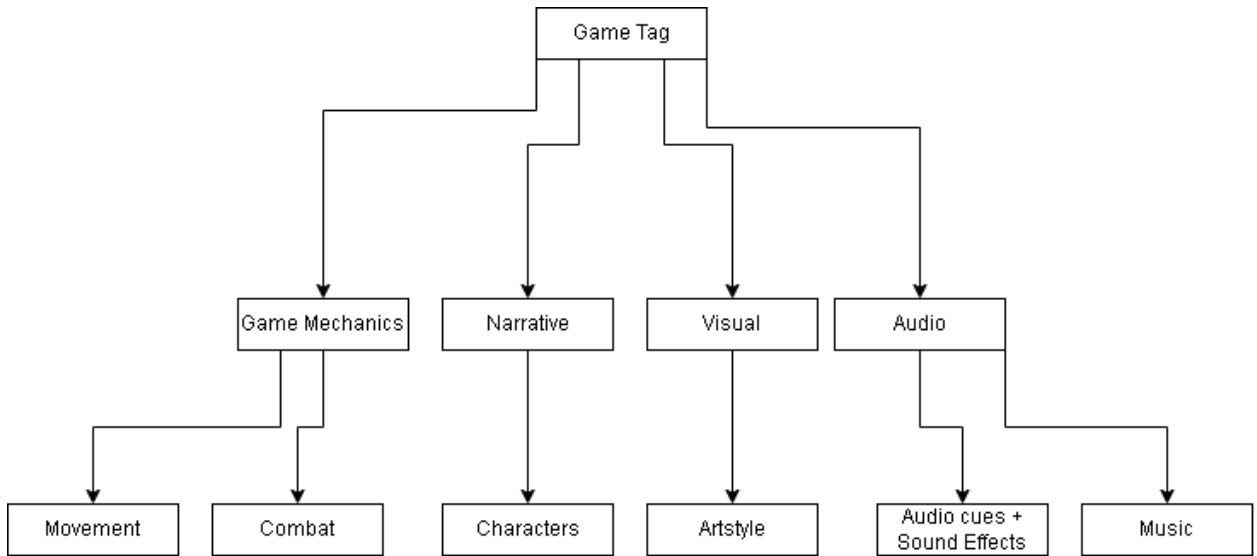 Game Tag
Game Mechanics
Narrative
Visual
Audio
Movement
Combat
Characters
Artstyle
Audio cues +
Sound Effects
Music